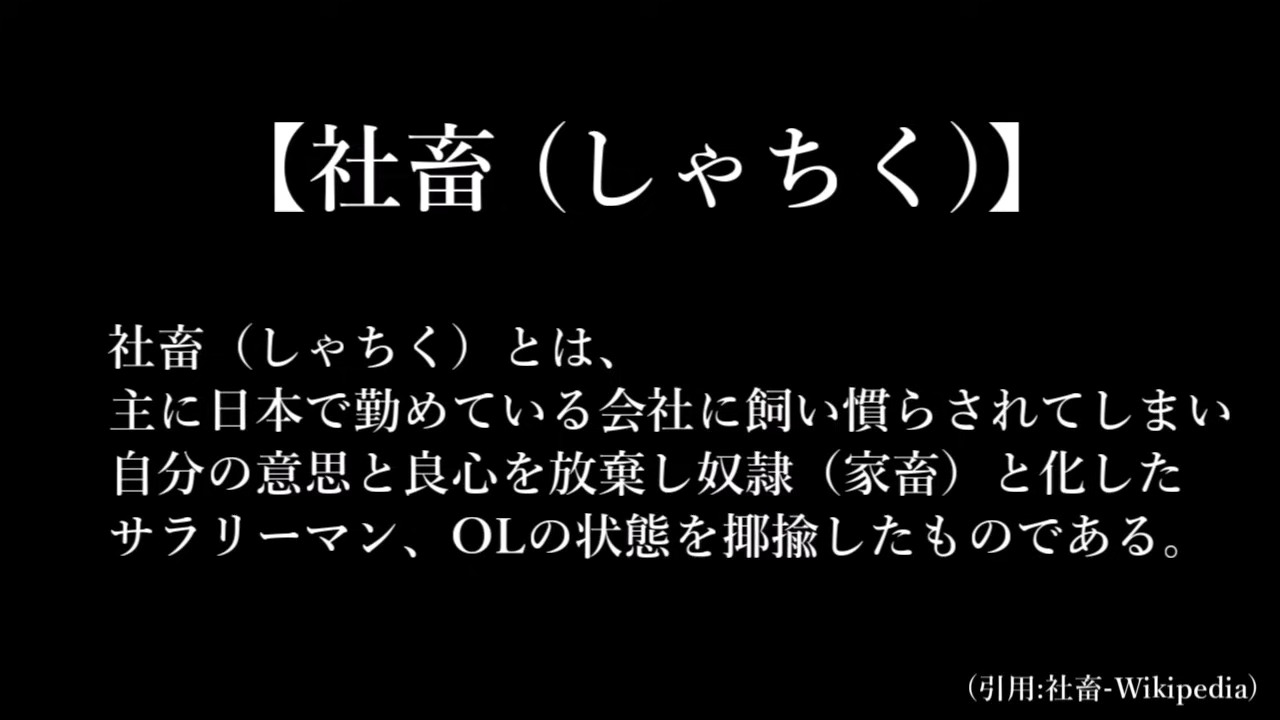 【社畜（しゃちく）】
社畜（しゃちく）とは、
主に日本で勤めている会社に飼い慣らされてしまい
自分の意思と良心を放棄し奴隷（家畜）と化した
サラリーマン、OLの状態を揶揄したものである。
（引用:社畜-Wikipedia）